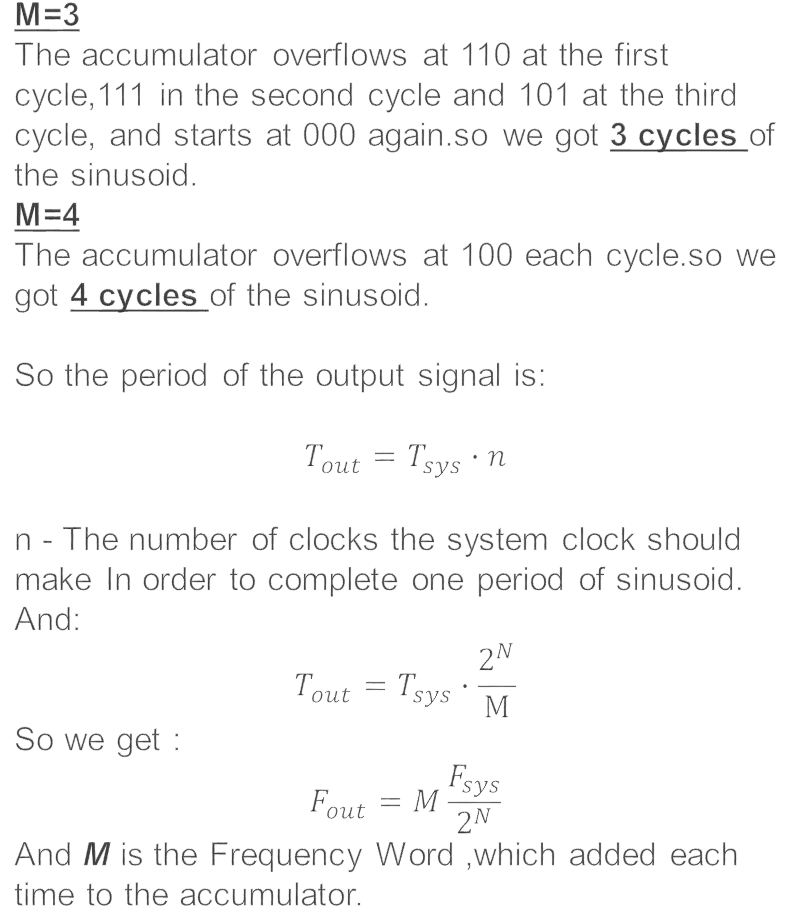 M=3
The accumulator overflows at 110 at the first
cycle,111 in the second cycle and 101 at the third
cycle, and starts at 000 again.so we got 3 cycles of
the sinusoid.
M=4
The accumulator overflows at 100 each cycle.so we
got 4 cycles of the sinusoid.
So the period of the output signal is:
T_{out} = T_{sys} · n
n - The number of clocks the system clock should
make In order to complete one period of sinusoid.
And:
T_{out} = T_{sys} · \frac{2^N}{M}
So we get :
F_{out} = M \frac{F_{sys}}{2^N}
And M is the Frequency Word ,which added each
time to the accumulator.